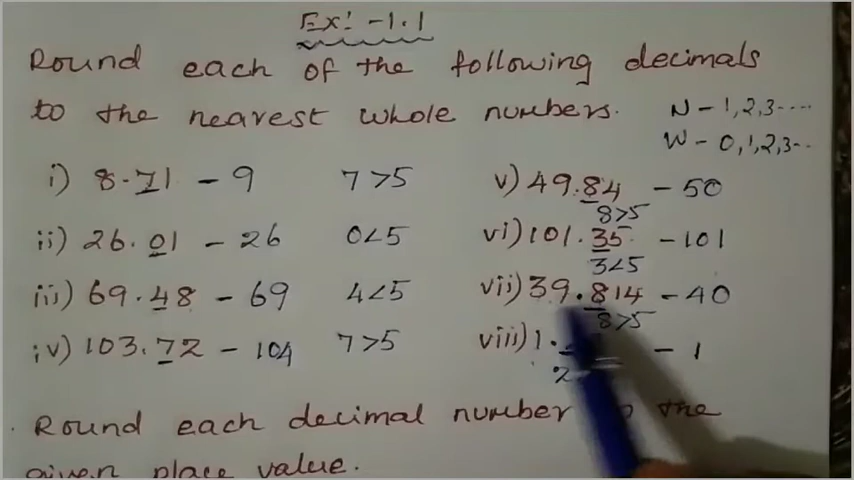 Ex: -1.1
Round each of the following decimals
to the nearest whole numbers.
N - 1,2,3....
W - 0,1,2,3-..
i) 8.71 - 9 7>5
ii) 26.01 - 26 0<5
iii) 69.48 - 69 4<5
iv) 103.72 - 104 7>5
v) 49.84 - 50
8>5
vi) 101.35 - 101
3<5
vii) 39.814 - 40
8>5
viii) 1. - 1
Round each decimal number the
given place value.